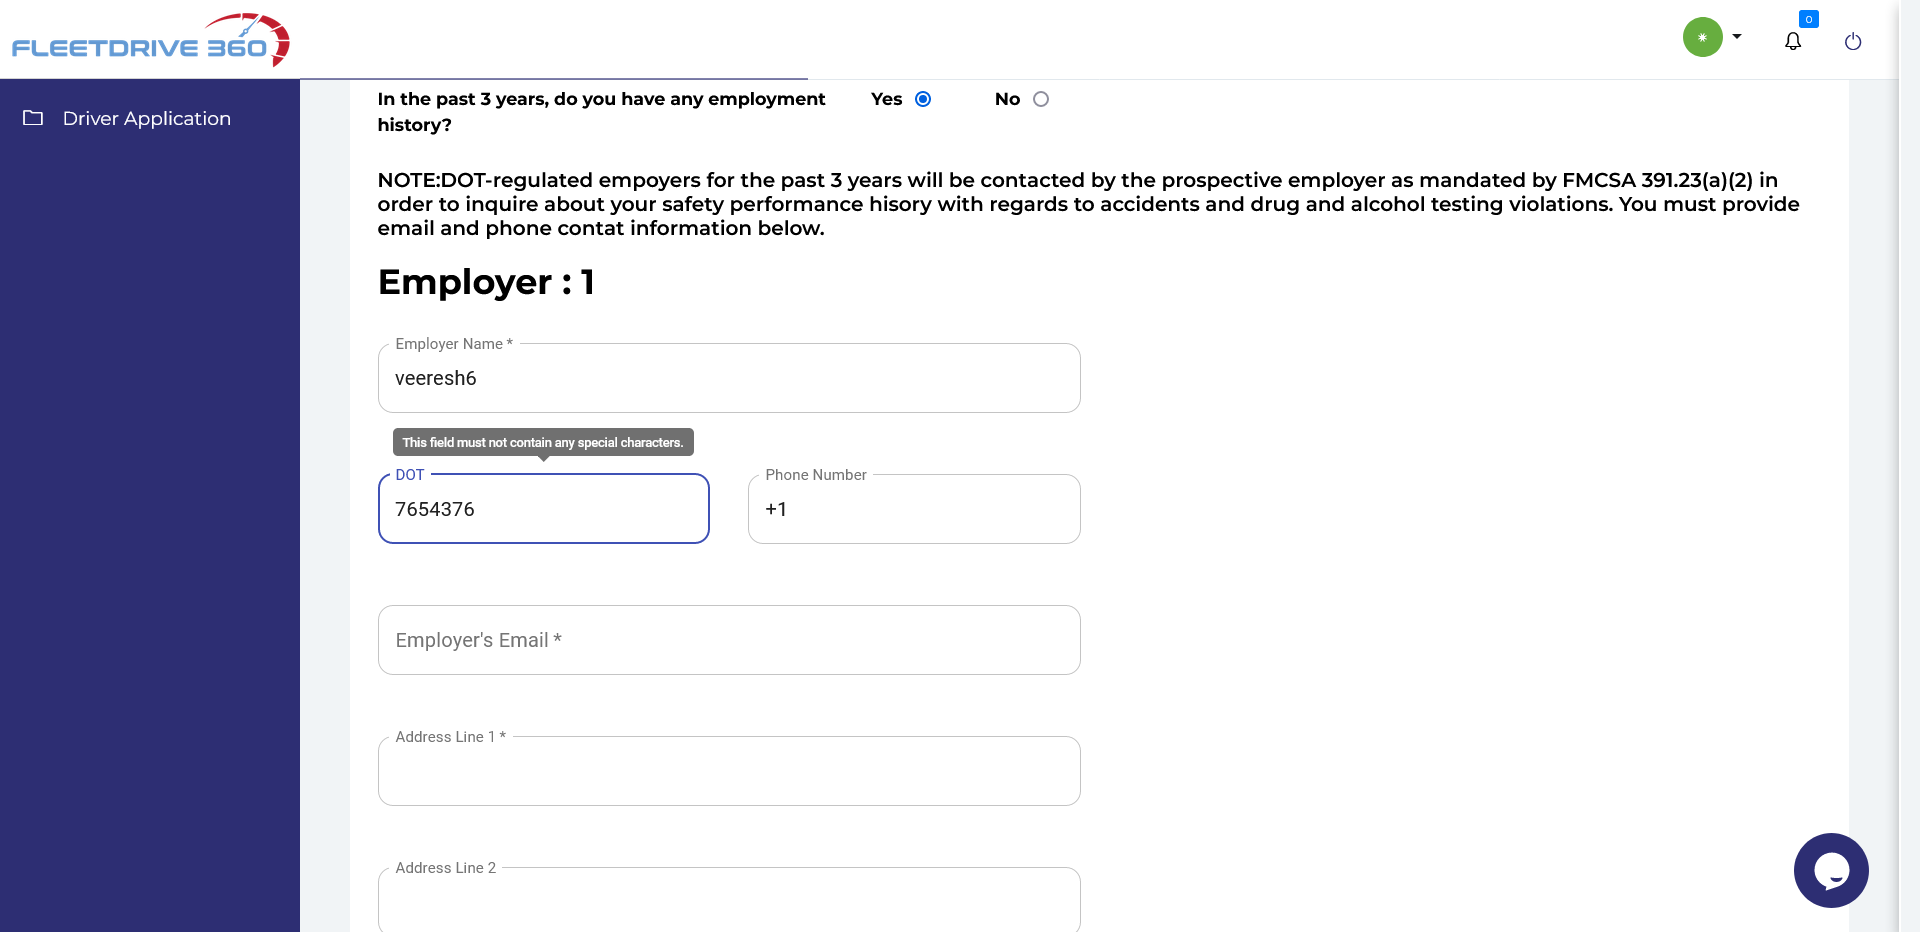 FLEETDRIVE 360
0
Driver Application
In the past 3 years, do you have any employment history?
Yes
No
NOTE:DOT-regulated empoyers for the past 3 years will be contacted by the prospective employer as mandated by FMCSA 391.23(a)(2) in
order to inquire about your safety performance hisory with regards to accidents and drug and alcohol testing violations. You must provide
email and phone contat information below.
Employer : 1
Employer Name *
veeresh6
This field must not contain any special characters.
DOT
7654376
Phone Number
+1
Employer's Email *
Address Line 1 *
Address Line 2